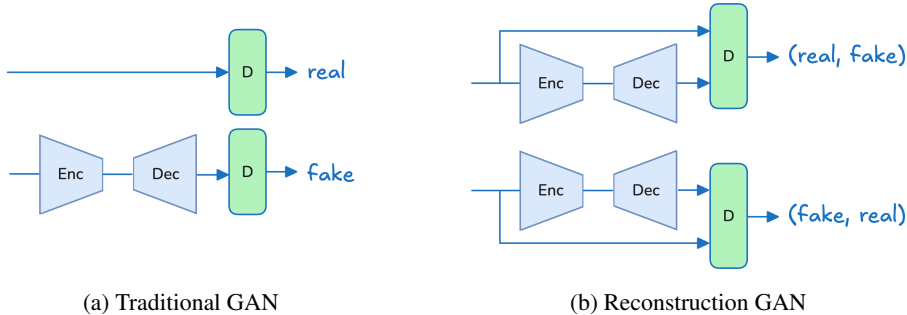 D
real
Enc
Dec
D
fake
(a) Traditional GAN
Enc
Dec
D
(real, fake)
Enc
Dec
D
(fake, real)
(b) Reconstruction GAN